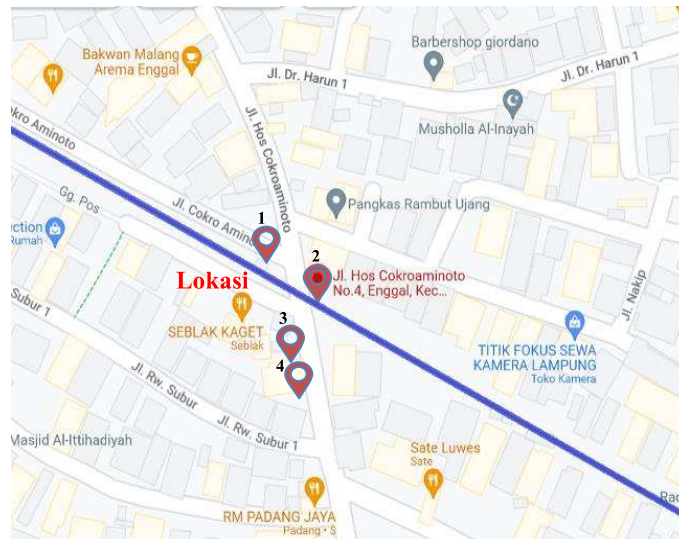 Barbershop giordano
Bakwan Malang
Arema Enggal
Jl. Dr. Harun 1
Jl. Dr. Harun 1
Musholla Al-Inayah
okro Aminoto
Jl. Hos Cokroaminoto
Gg. Pos
Jl. Cokro Amino
Pangkas Rambut Ujang
1
2
ection
Rumah
Lokasi
Jl. Hos Cokroaminoto
No.4, Enggal, Kec...
Subur 1
SEBLAK KAGET
Seblak
3
Jl. Nakip
TITIK FOKUS SEWA
KAMERA LAMPUNG
Toko Kamera
4
Jl. Rw. Subur
Jl. Rw. Subur 1
Masjid Al-Ittihadiyah
Sate Luwes
Sate
Rad
RM PADANG JAYA
Padang • $